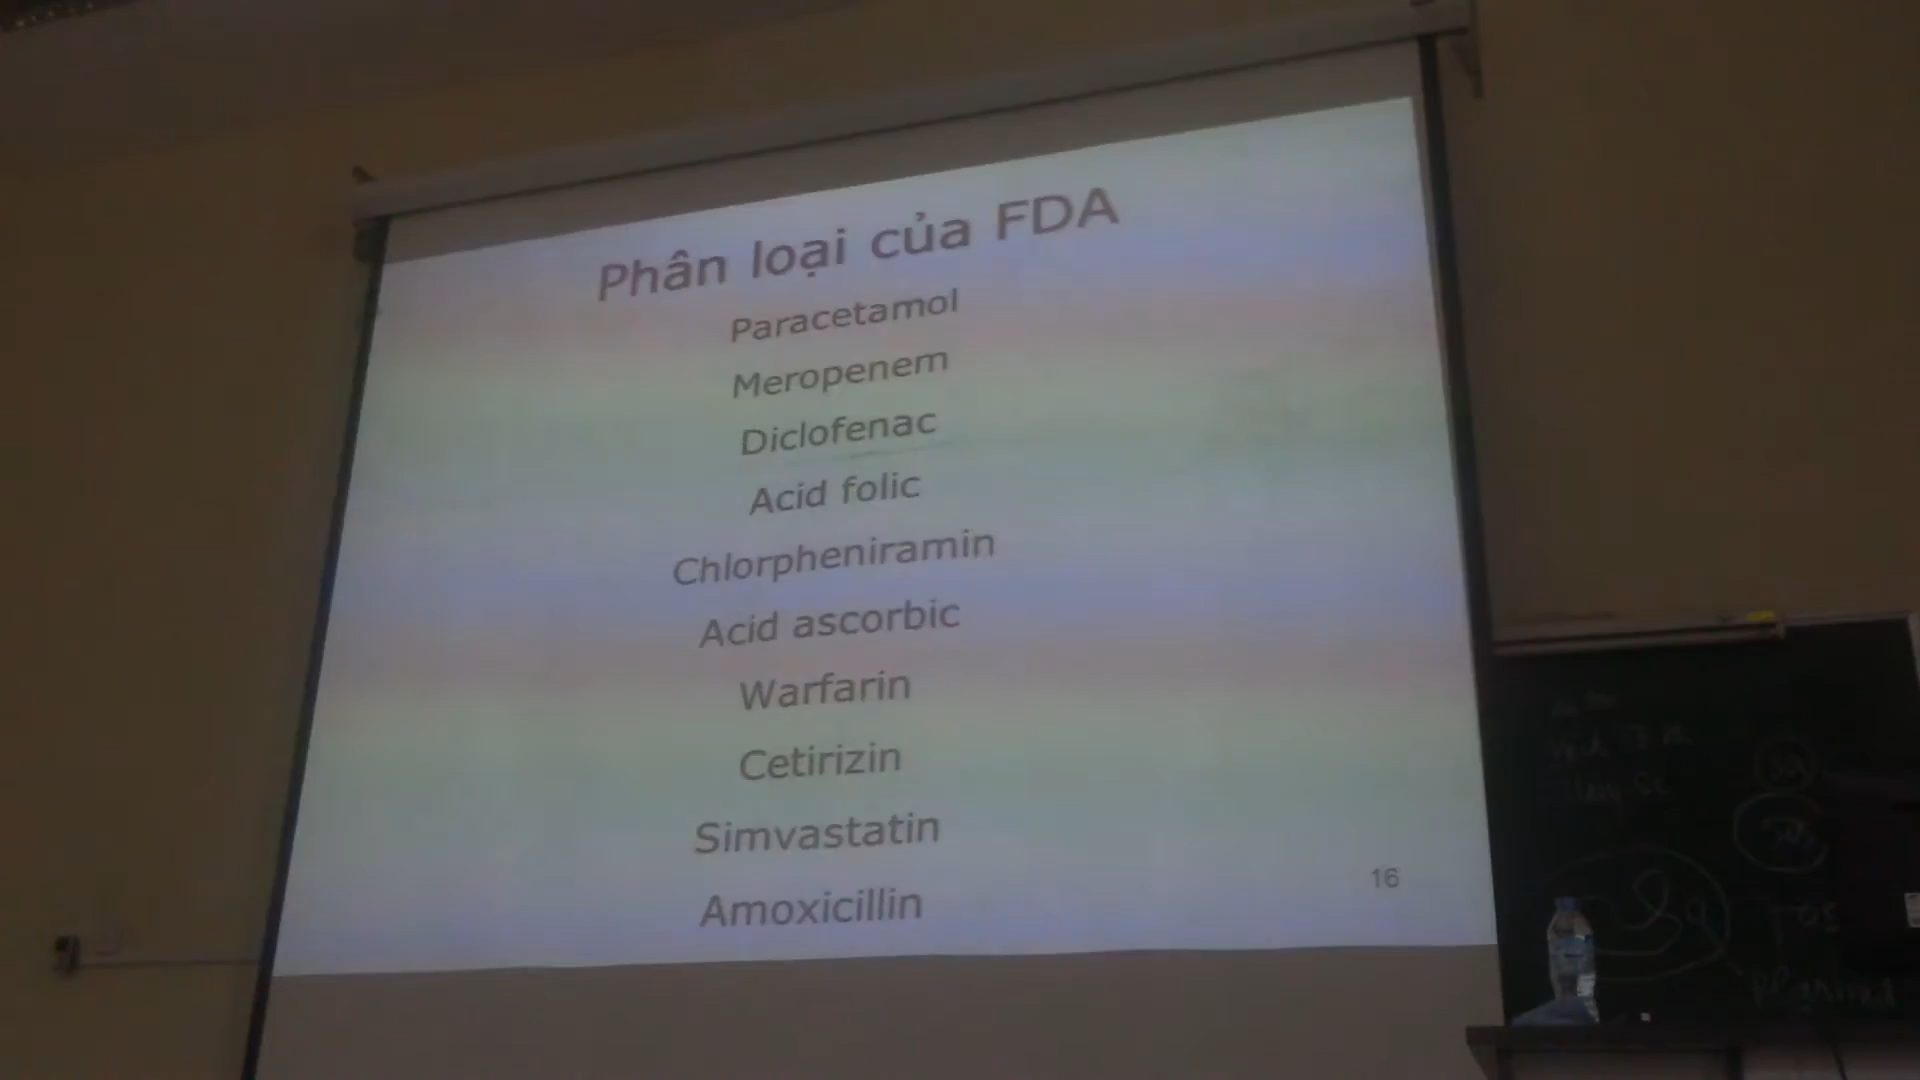 Phân loại của FDA
Paracetamol
Meropenem
Diclofenac
Acid folic
Chlorpheniramin
Acid ascorbic
Warfarin
Cetirizin
Simvastatin
Amoxicillin
16